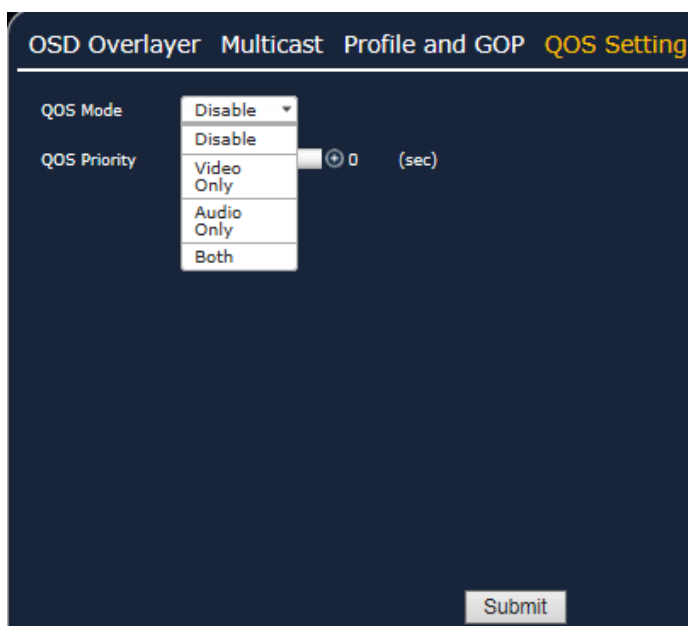 OSD Overlayer Multicast Profile and GOP QOS Setting
QOS Mode Disable
Disable
QOS Priority 0 (sec)
Video
Only
Audio
Only
Both
Submit